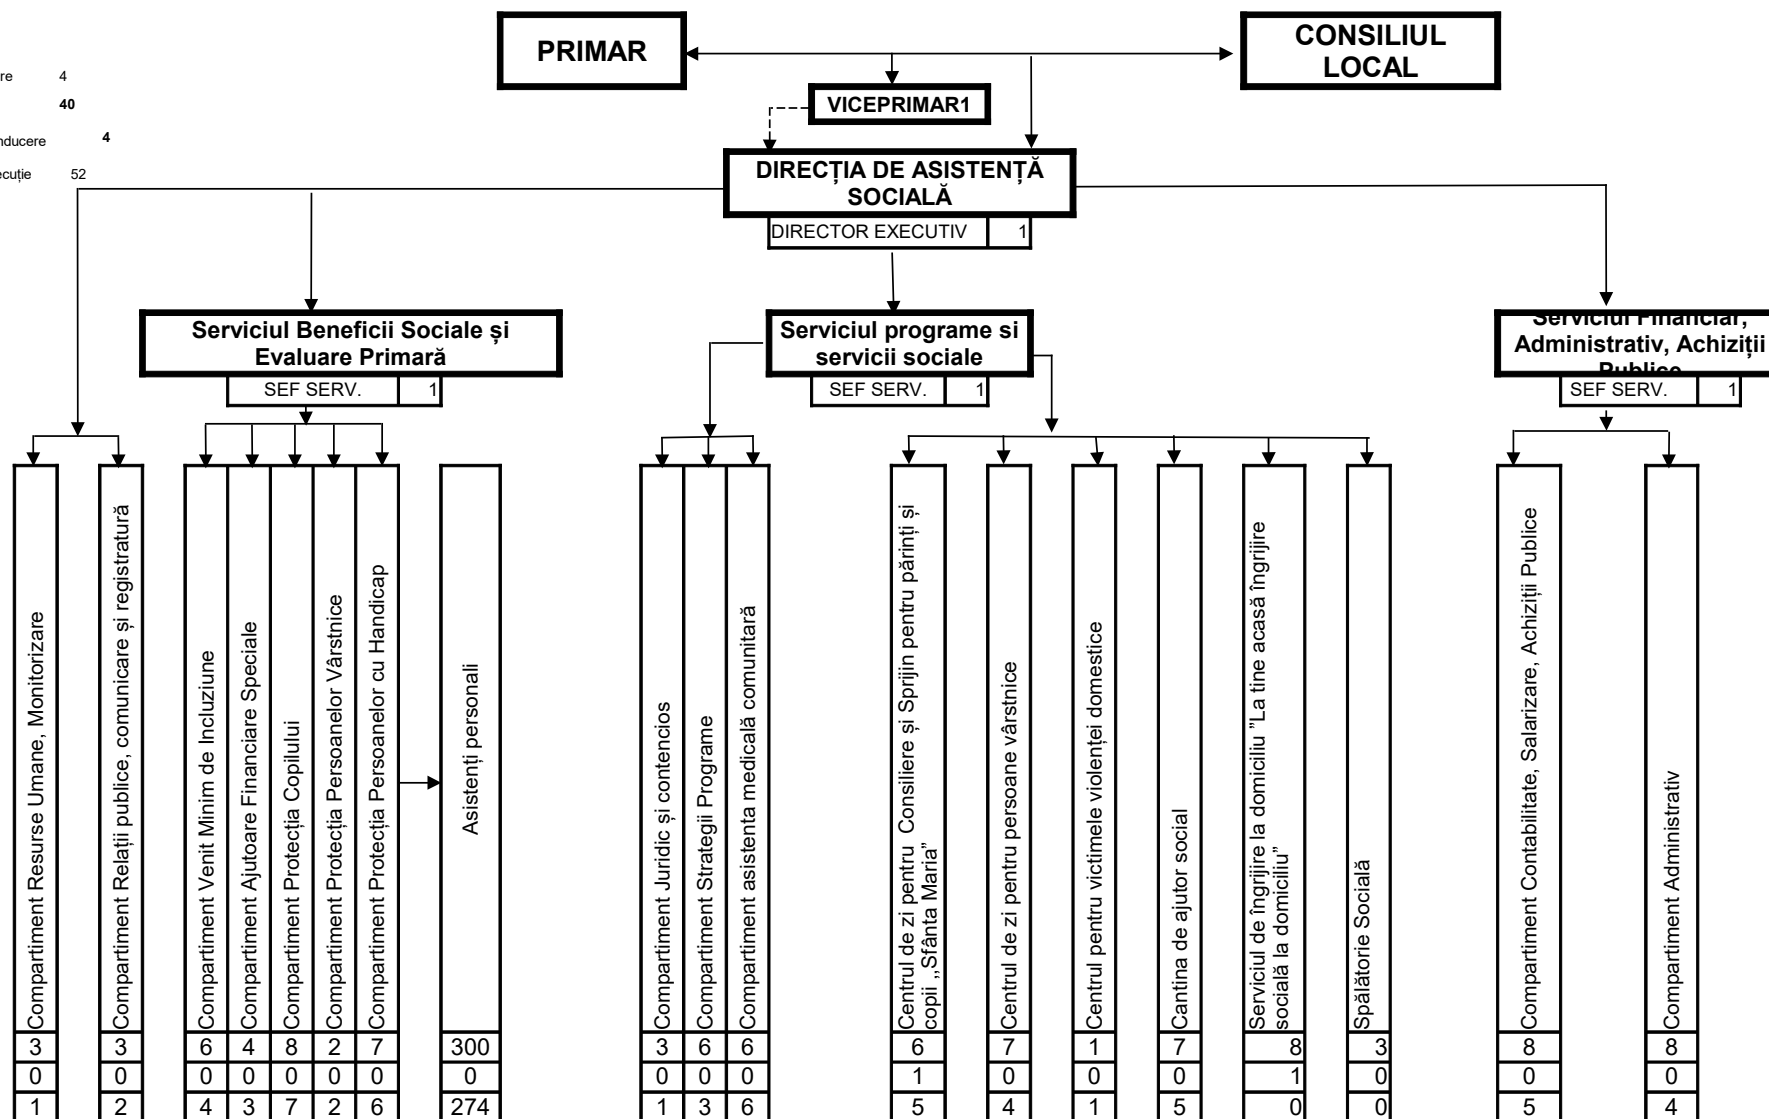 PRIMAR
CONSILIUL
LOCAL
4
40
4
52
VICEPRIMAR1
DIRECȚIA DE ASISTENȚĂ
SOCIALĂ
DIRECTOR EXECUTIV 1
Serviciul Beneficii Sociale și
Evaluare Primară
SEF SERV. 1
Serviciul programe si
servicii sociale
SEF SERV. 1
Serviciul Financiar,
Administrativ, Achiziții
Publice
SEF SERV. 1
Compartiment Resurse Umane, Monitorizare
Compartiment Relații publice, comunicare și registratură
Compartiment Venit Minim de Incluziune
Compartiment Ajutoare Financiare Speciale
Compartiment Protecția Copilului
Compartiment Protecția Persoanelor Vârstnice
Compartiment Protecția Persoanelor cu Handicap
Asistenți personali
Compartiment Juridic și contencios
Compartiment Strategii Programe
Compartiment asistenta medicală comunitară
Centrul de zi pentru Consiliere și Sprijin pentru părinți și
copii ,,Sfânta Maria”
Centrul de zi pentru persoane vârstnice
Centrul pentru victimele violenței domestice
Cantina de ajutor social
Serviciul de îngrijire la domiciliu ”La tine acasă îngrijire
socială la domiciliu”
Spălătorie Socială
Compartiment Contabilitate, Salarizare, Achiziții Publice
Compartiment Administrativ
3 3 6 4 8 2 7 300 3 6 6 6 7 1 7 8 3 8 8
0 0 0 0 0 0 0 0 0 0 0 1 0 0 0 1 0 0 0
1 2 4 3 7 2 6 274 1 3 6 5 4 1 5 0 0 5 4